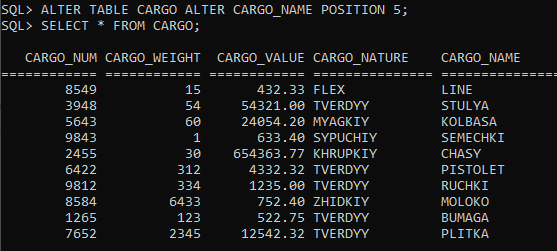 SQL> ALTER TABLE CARGO ALTER CARGO_NAME POSITION 5;
SQL> SELECT * FROM CARGO;
CARGO_NUM CARGO_WEIGHT CARGO_VALUE CARGO_NATURE CARGO_NAME
============ ============ ============== =============== ==============
8549 15 432.33 FLEX LINE
3948 54 54321.00 TVERDYY STULYA
5643 60 24054.20 MYAGKIY KOLBASA
9843 1 633.40 SYPUCHIY SEMECHKI
2455 30 654363.77 KHRUPKIY CHASY
6422 312 4332.32 TVERDYY PISTOLET
9812 334 1235.00 TVERDYY RUCHKI
8584 6433 752.40 ZHIDKIY MOLOKO
1265 123 522.75 TVERDYY BUMAGA
7652 2345 12542.32 TVERDYY PLITKA